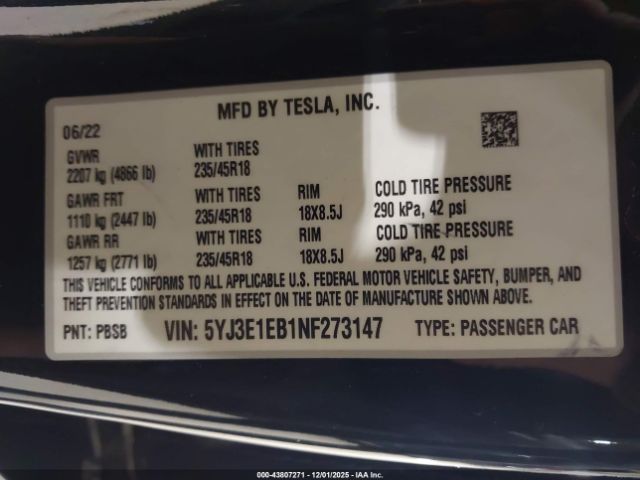 MFD BY TESLA, INC.
06/22
GVWR WITH TIRES
2207 kg (4866 lb) 235/45R18
GAWR FRT WITH TIRES RIM COLD TIRE PRESSURE
1110 kg (2447 lb) 235/45R18 18X8.5J 290 kPa, 42 psi
GAWR RR WITH TIRES RIM COLD TIRE PRESSURE
1257 kg (2771 lb) 235/45R18 18X8.5J 290 kPa, 42 psi
THIS VEHICLE CONFORMS TO ALL APPLICABLE U.S. FEDERAL MOTOR VEHICLE SAFETY, BUMPER, AND
THEFT PREVENTION STANDARDS IN EFFECT ON THE DATE OF MANUFACTURE SHOWN ABOVE.
PNT: PBSB VIN: 5YJ3E1EB1NF273147 TYPE: PASSENGER CAR
000-43807271 - 12/01/2025 - IAA Inc.